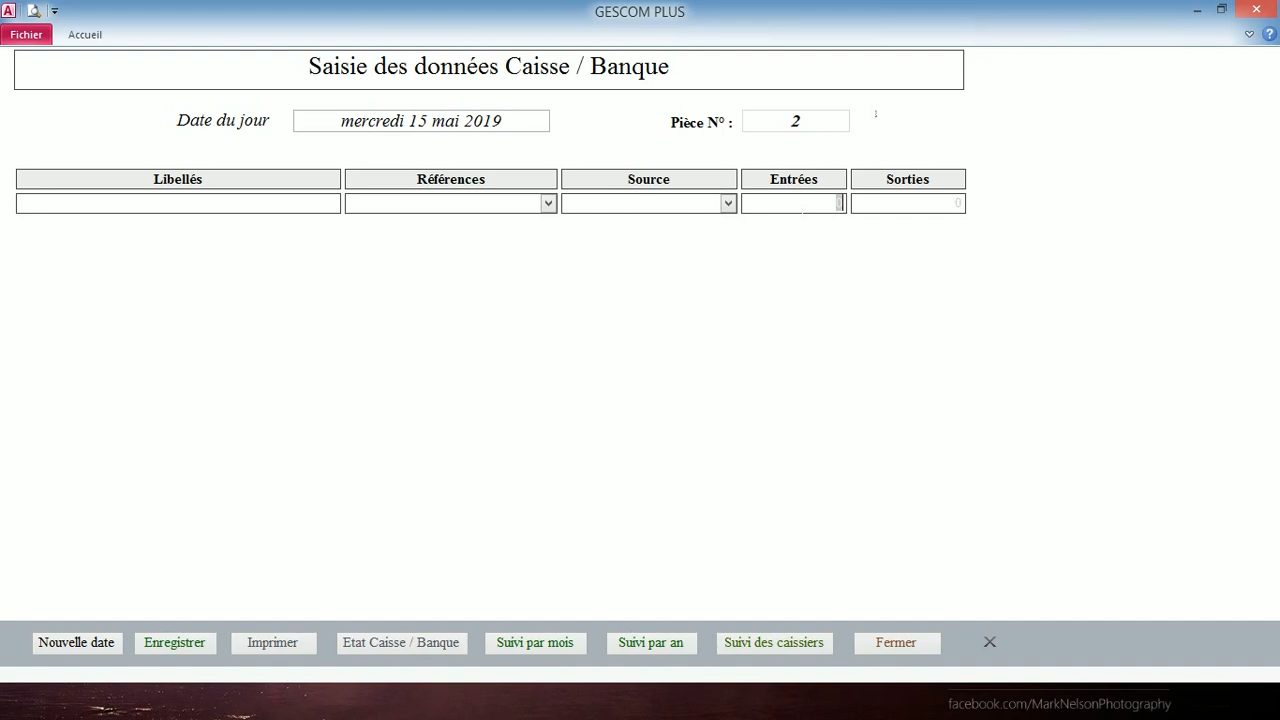 GESCOM PLUS
Fichier Accueil
Saisie des données Caisse / Banque
Date du jour mercredi 15 mai 2019 Pièce N° : 2
Libellés Références Source Entrées Sorties
0 0
Nouvelle date Enregistrer Imprimer Etat Caisse / Banque Suivi par mois Suivi par an Suivi des caissiers Fermer
facebook.com/MarkNelsonPhotography